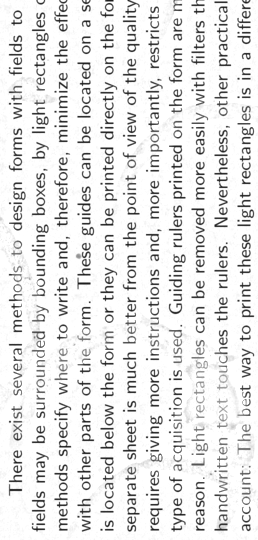 There exist several methods to design forms with fields to
fields may be surrounded by bounding boxes, by light rectangles
methods specify where to write and, therefore, minimize the effec
with other parts of the form. These guides can be located on a se
is located below the form or they can be printed directly on the for
separate sheet is much better from the point of view of the quality
requires giving more instructions and, more importantly, restricts
type of acquisition is used. Guiding rulers printed on the form are m
reason. Light rectangles can be removed more easily with filters th
handwritten text touches the rulers. Nevertheless, other practical
account: The best way to print these light rectangles is in a differe